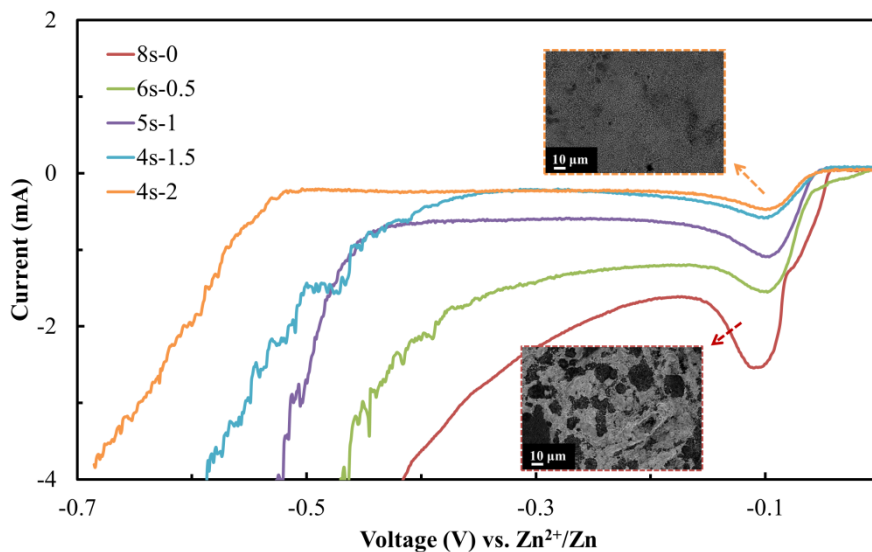 2
8s-0
6s-0.5
5s-1
4s-1.5
4s-2
10 µm
0
Current (mA)
-2
10 µm
-4
-0.7
-0.5
-0.3
-0.1
Voltage (V) vs. Zn²⁺/Zn